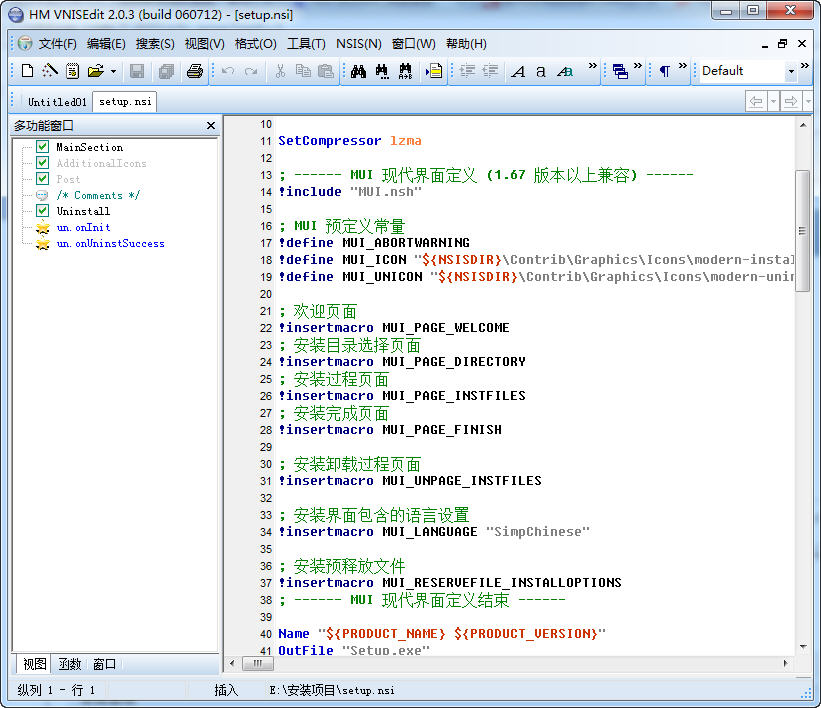 HM VNISEdit 2.0.3 (build 060712) - [setup.nsi]
文件(F) 编辑(E) 搜索(S) 视图(V) 格式(O) 工具(T) NSIS(N) 窗口(W) 帮助(H)
Default
Untitled01 setup.nsi
多功能窗口
MainSection
AdditionalIcons
Post
/* Comments */
Uninstall
un.onInit
un.onUninstSuccess
10
11 SetCompressor lzma
12
13 ; ------ MUI 现代界面定义 (1.67 版本以上兼容) ------
14 !include "MUI.nsh"
15
16 ; MUI 预定义常量
17 !define MUI_ABORTWARNING
18 !define MUI_ICON "${NSISDIR}\Contrib\Graphics\Icons\modern-instal
19 !define MUI_UNICON "${NSISDIR}\Contrib\Graphics\Icons\modern-unin
20
21 ; 欢迎页面
22 !insertmacro MUI_PAGE_WELCOME
23 ; 安装目录选择页面
24 !insertmacro MUI_PAGE_DIRECTORY
25 ; 安装过程页面
26 !insertmacro MUI_PAGE_INSTFILES
27 ; 安装完成页面
28 !insertmacro MUI_PAGE_FINISH
29
30 ; 安装卸载过程页面
31 !insertmacro MUI_UNPAGE_INSTFILES
32
33 ; 安装界面包含的语言设置
34 !insertmacro MUI_LANGUAGE "SimpChinese"
35
36 ; 安装预释放文件
37 !insertmacro MUI_RESERVEFILE_INSTALLOPTIONS
38 ; ------ MUI 现代界面定义结束 ------
39
40 Name "${PRODUCT_NAME} ${PRODUCT_VERSION}"
41 OutFile "Setup.exe"
视图 函数 窗口
纵列 1 - 行 1 插入 E:\安装项目\setup.nsi